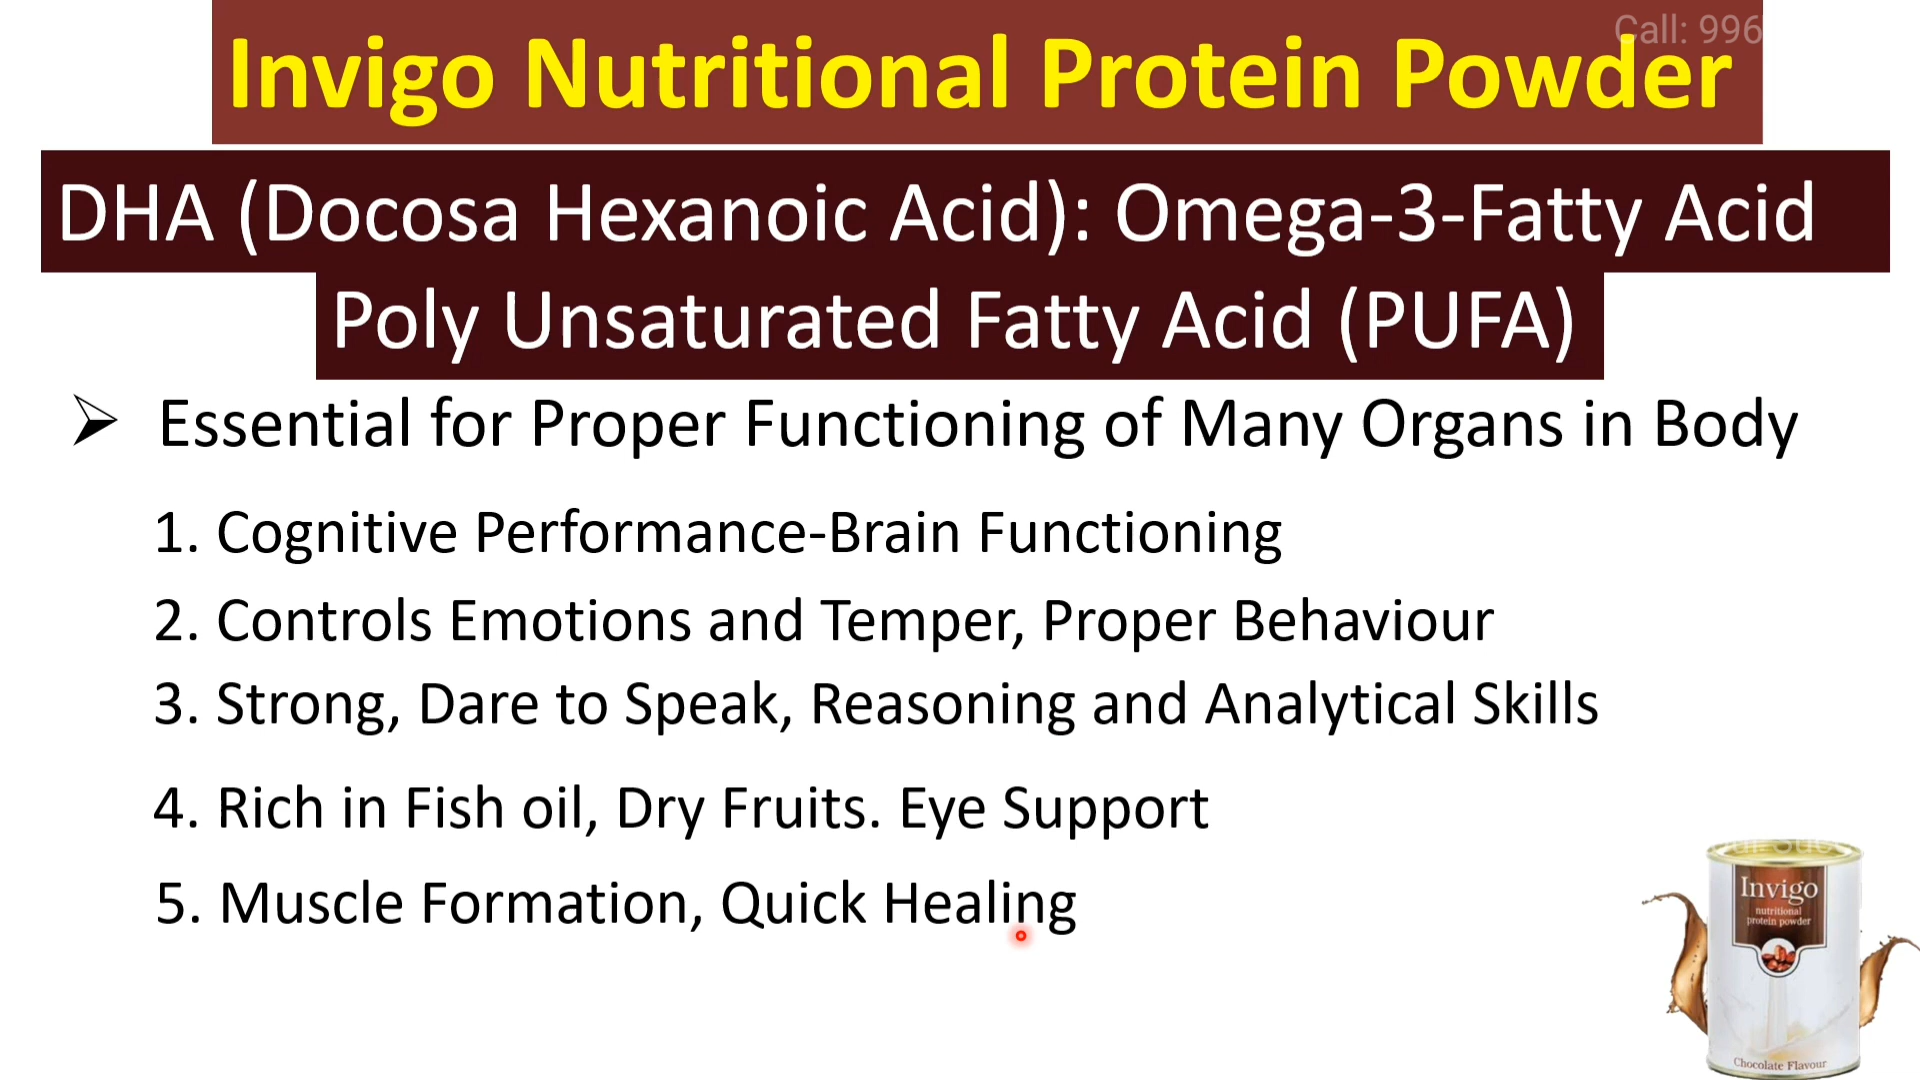 Call: 996
Invigo Nutritional Protein Powder
DHA (Docosa Hexanoic Acid): Omega-3-Fatty Acid
Poly Unsaturated Fatty Acid (PUFA)
➢ Essential for Proper Functioning of Many Organs in Body
1. Cognitive Performance-Brain Functioning
2. Controls Emotions and Temper, Proper Behaviour
3. Strong, Dare to Speak, Reasoning and Analytical Skills
4. Rich in Fish oil, Dry Fruits. Eye Support
5. Muscle Formation, Quick Healing
Invigo
nutritional
protein powder
Chocolate Flavour